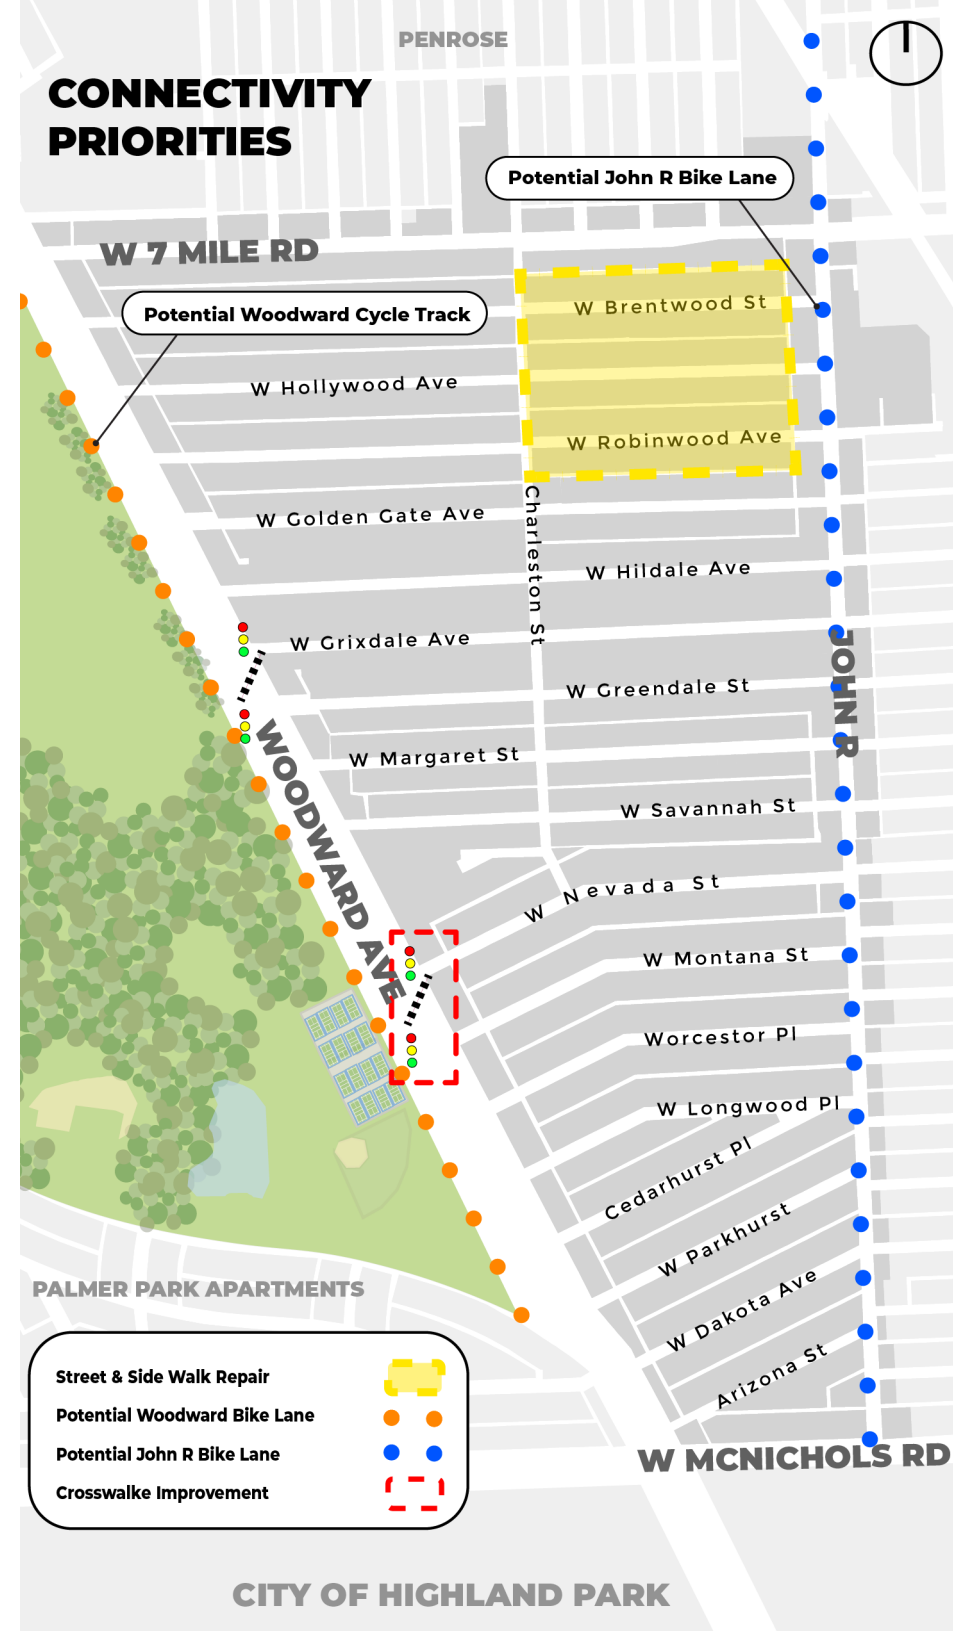 PENROSE
CONNECTIVITY
PRIORITIES
Potential John R Bike Lane
W 7 MILE RD
W Brentwood St
Potential Woodward Cycle Track
W Hollywood Ave
W Robinwood Ave
Charleston St
W Golden Gate Ave
W Hildale Ave
W Grixdale Ave
JOHN R
W Greendale St
WOODWARD AVE
W Margaret St
W Savannah St
W Nevada St
W Montana St
Worcestor Pl
W Longwood Pl
Cedarhurst Pl
W Parkhurst
PALMER PARK APARTMENTS
W Dakota Ave
Arizona St
Street & Side Walk Repair
Potential Woodward Bike Lane
Potential John R Bike Lane
Crosswalke Improvement
W MCNICHOLS RD
CITY OF HIGHLAND PARK